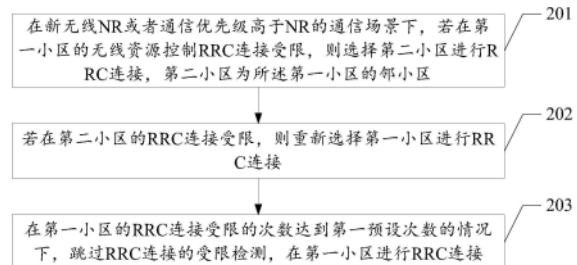 在新无线NR或者通信优先级高于NR的通信场景下，若在第
一小区的无线资源控制RRC连接受限，则选择第二小区进行R
RC连接，第二小区为所述第一小区的邻小区
201
若在第二小区的RRC连接受限，则重新选择第一小区进行RR
C连接
202
在第一小区的RRC连接受限的次数达到第一预设次数的情况
下，跳过RRC连接的受限检测，在第一小区进行RRC连接
203